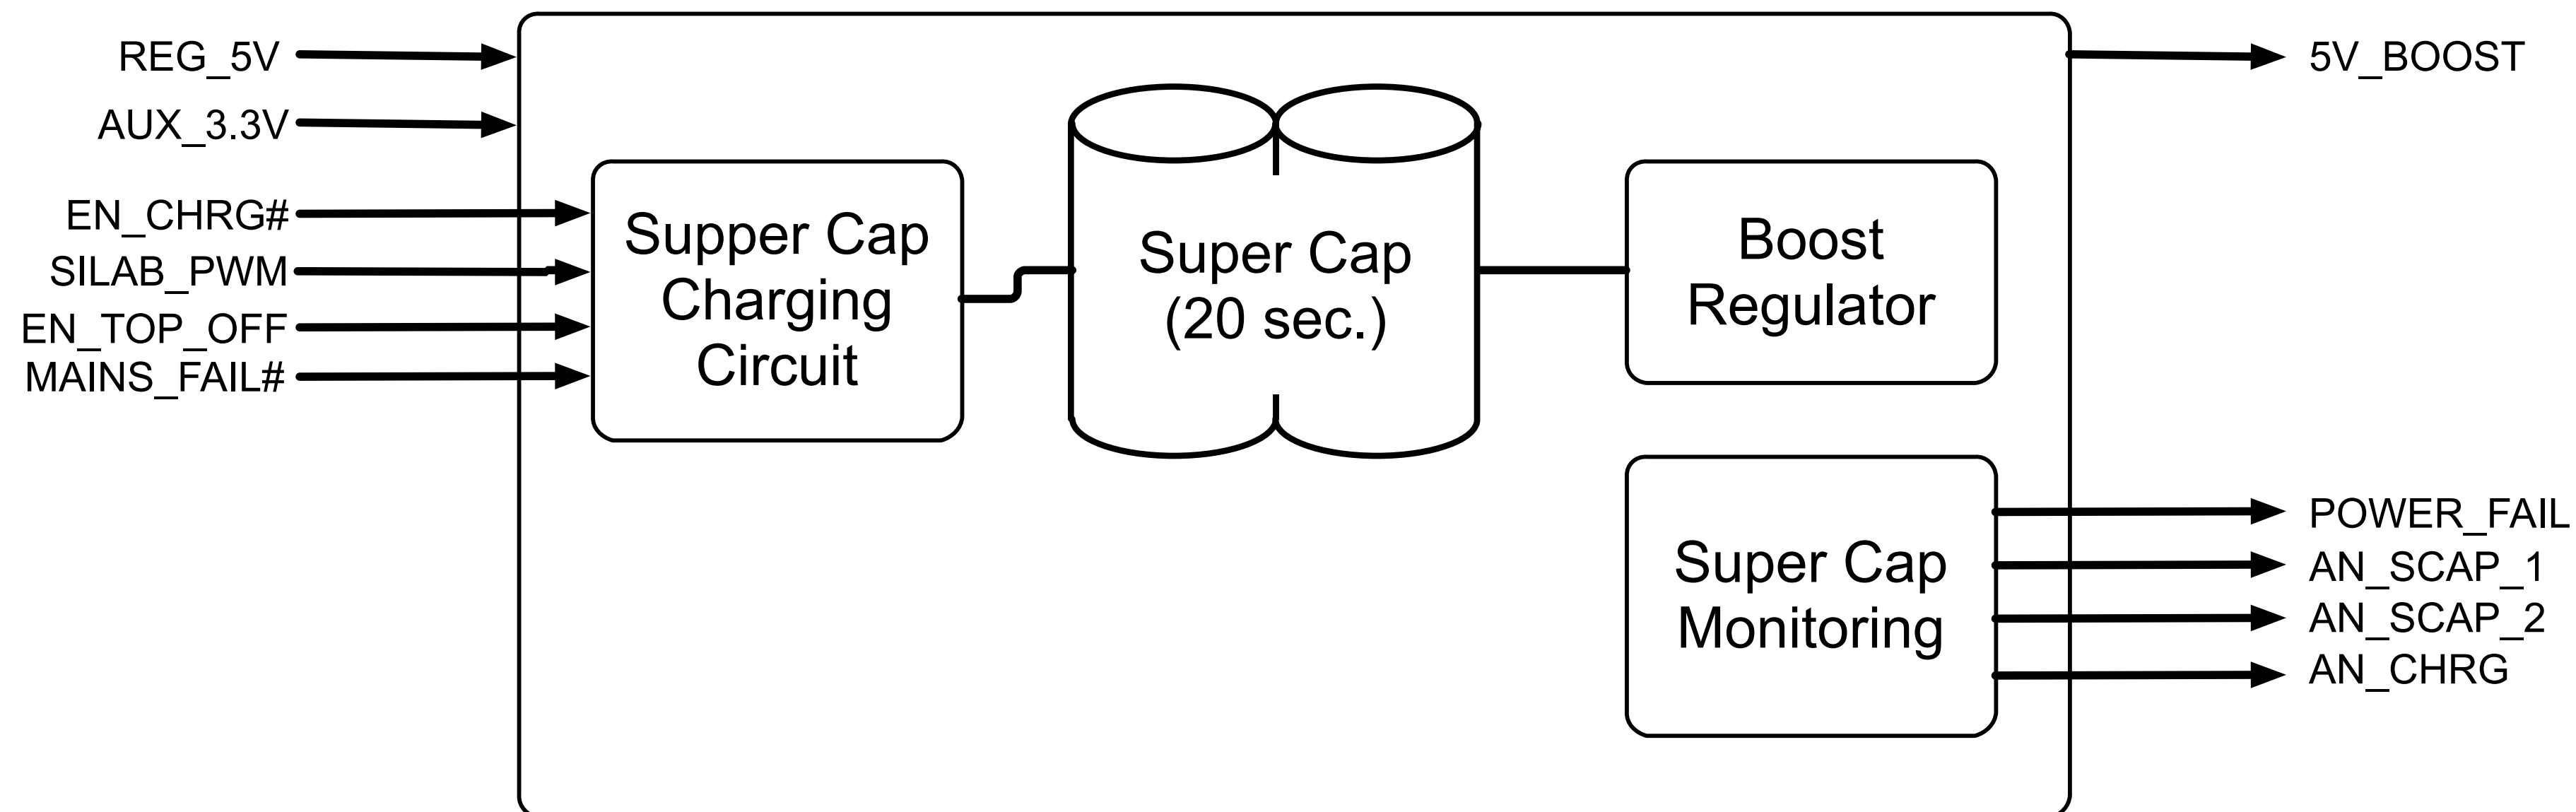 REG_5V
AUX_3.3V
EN_CHRG#
SILAB_PWM
EN_TOP_OFF
MAINS_FAIL#
Supper Cap
Charging
Circuit
Super Cap
(20 sec.)
Boost
Regulator
Super Cap
Monitoring
5V_BOOST
POWER_FAIL
AN_SCAP_1
AN_SCAP_2
AN_CHRG